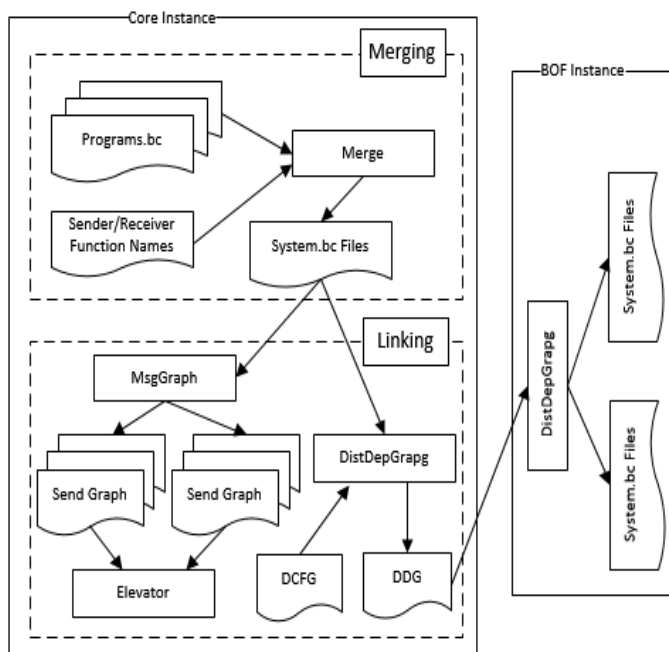 Core Instance
Merging
Programs.bc
Merge
Sender/Receiver
Function Names
System.bc Files
Linking
MsgGraph
Send Graph
Send Graph
DistDepGrapg
Elevator
DCFG
DDG
BOF Instance
DistDepGrapg
System.bc Files
System.bc Files